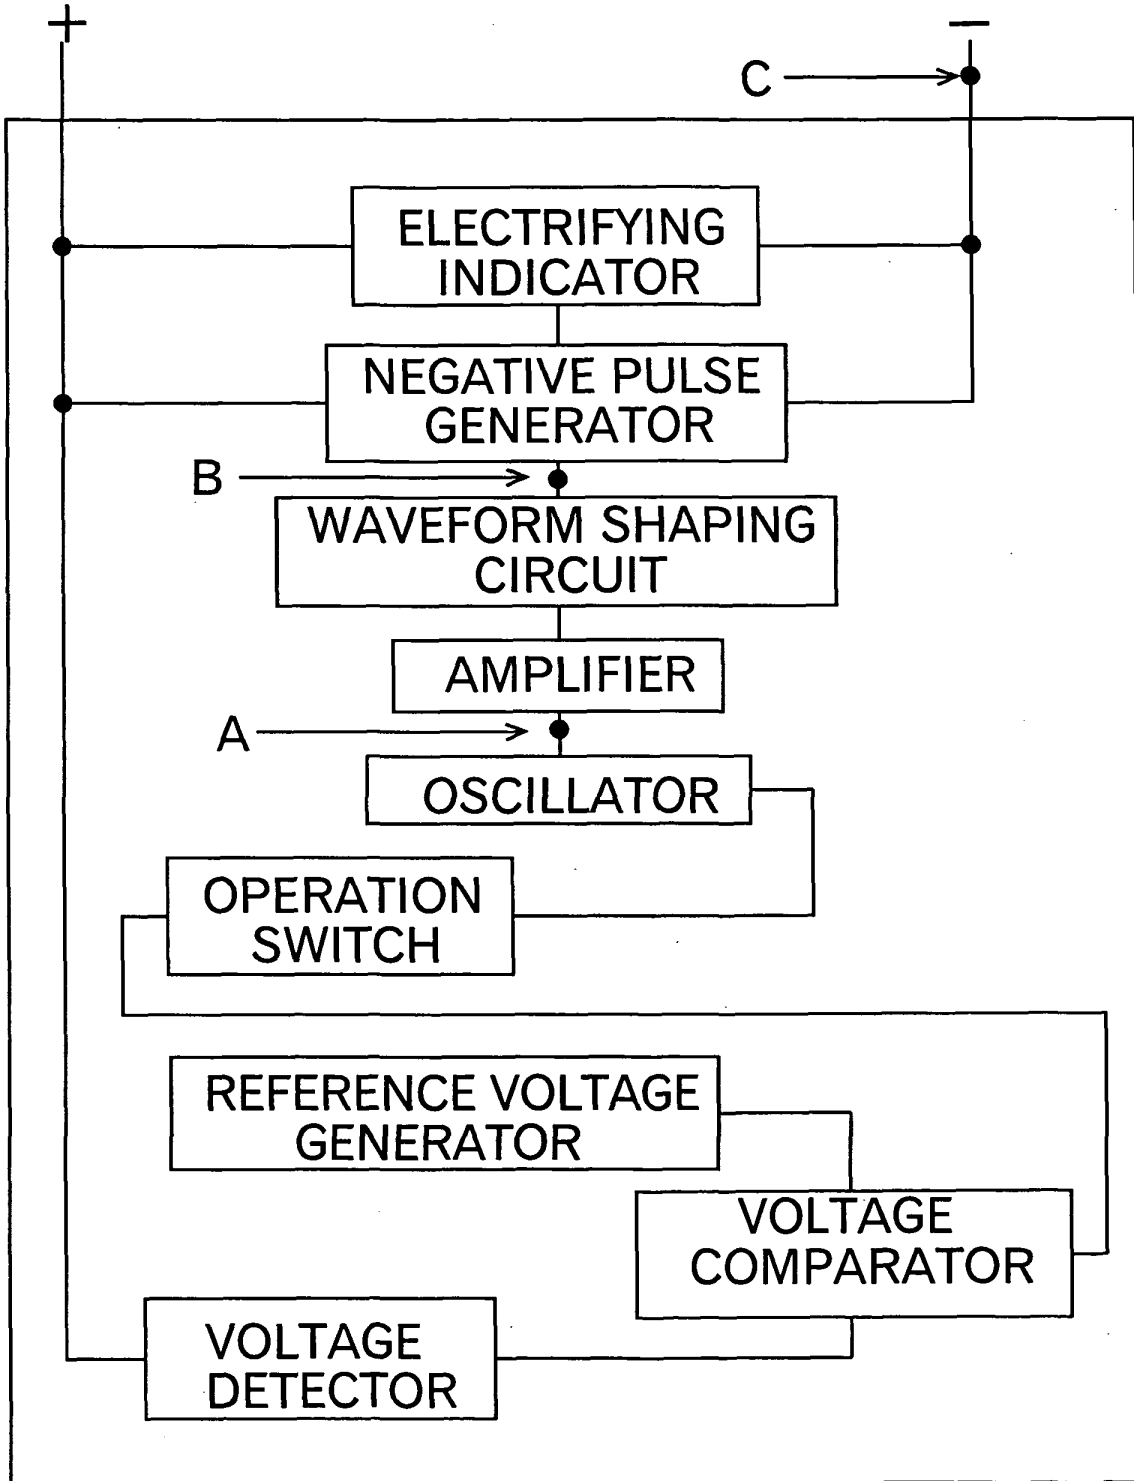 + −
C
ELECTRIFYING
INDICATOR
NEGATIVE PULSE
GENERATOR
B
WAVEFORM SHAPING
CIRCUIT
AMPLIFIER
A
OSCILLATOR
OPERATION
SWITCH
REFERENCE VOLTAGE
GENERATOR
VOLTAGE
COMPARATOR
VOLTAGE
DETECTOR